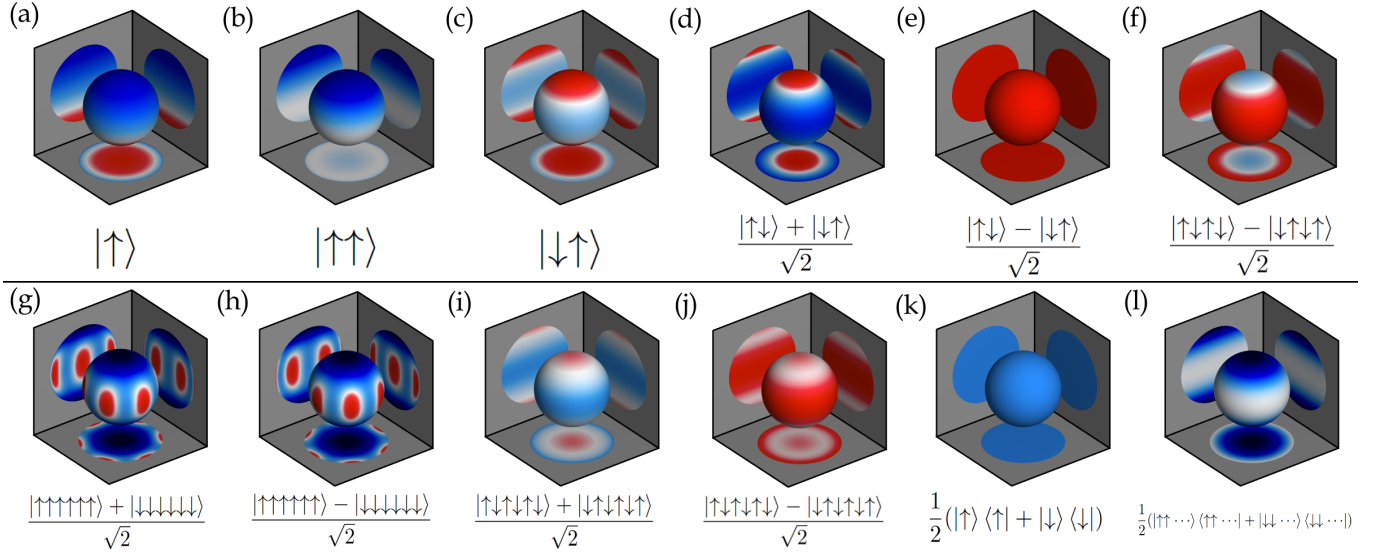 (a) (b) (c) (d) (e) (f)
|↑⟩ |↑↑⟩ |↓↑⟩ (|↑↓⟩ + |↓↑⟩)/√2 (|↑↓⟩ − |↓↑⟩)/√2 (|↑↓↑↓⟩ − |↓↑↓↑⟩)/√2
(g) (h) (i) (j) (k) (l)
(|↑↑↑↑↑↑⟩ + |↓↓↓↓↓↓⟩)/√2 (|↑↑↑↑↑↑⟩ − |↓↓↓↓↓↓⟩)/√2 (|↑↓↑↓↑↓⟩ + |↓↑↓↑↓↑⟩)/√2 (|↑↓↑↓↑↓⟩ − |↓↑↓↑↓↑⟩)/√2 1/2(|↑⟩ ⟨↑| + |↓⟩ ⟨↓|) 1/2(|↑↑ ⋯⟩ ⟨↑↑ ⋯| + |↓↓ ⋯⟩ ⟨↓↓ ⋯|)